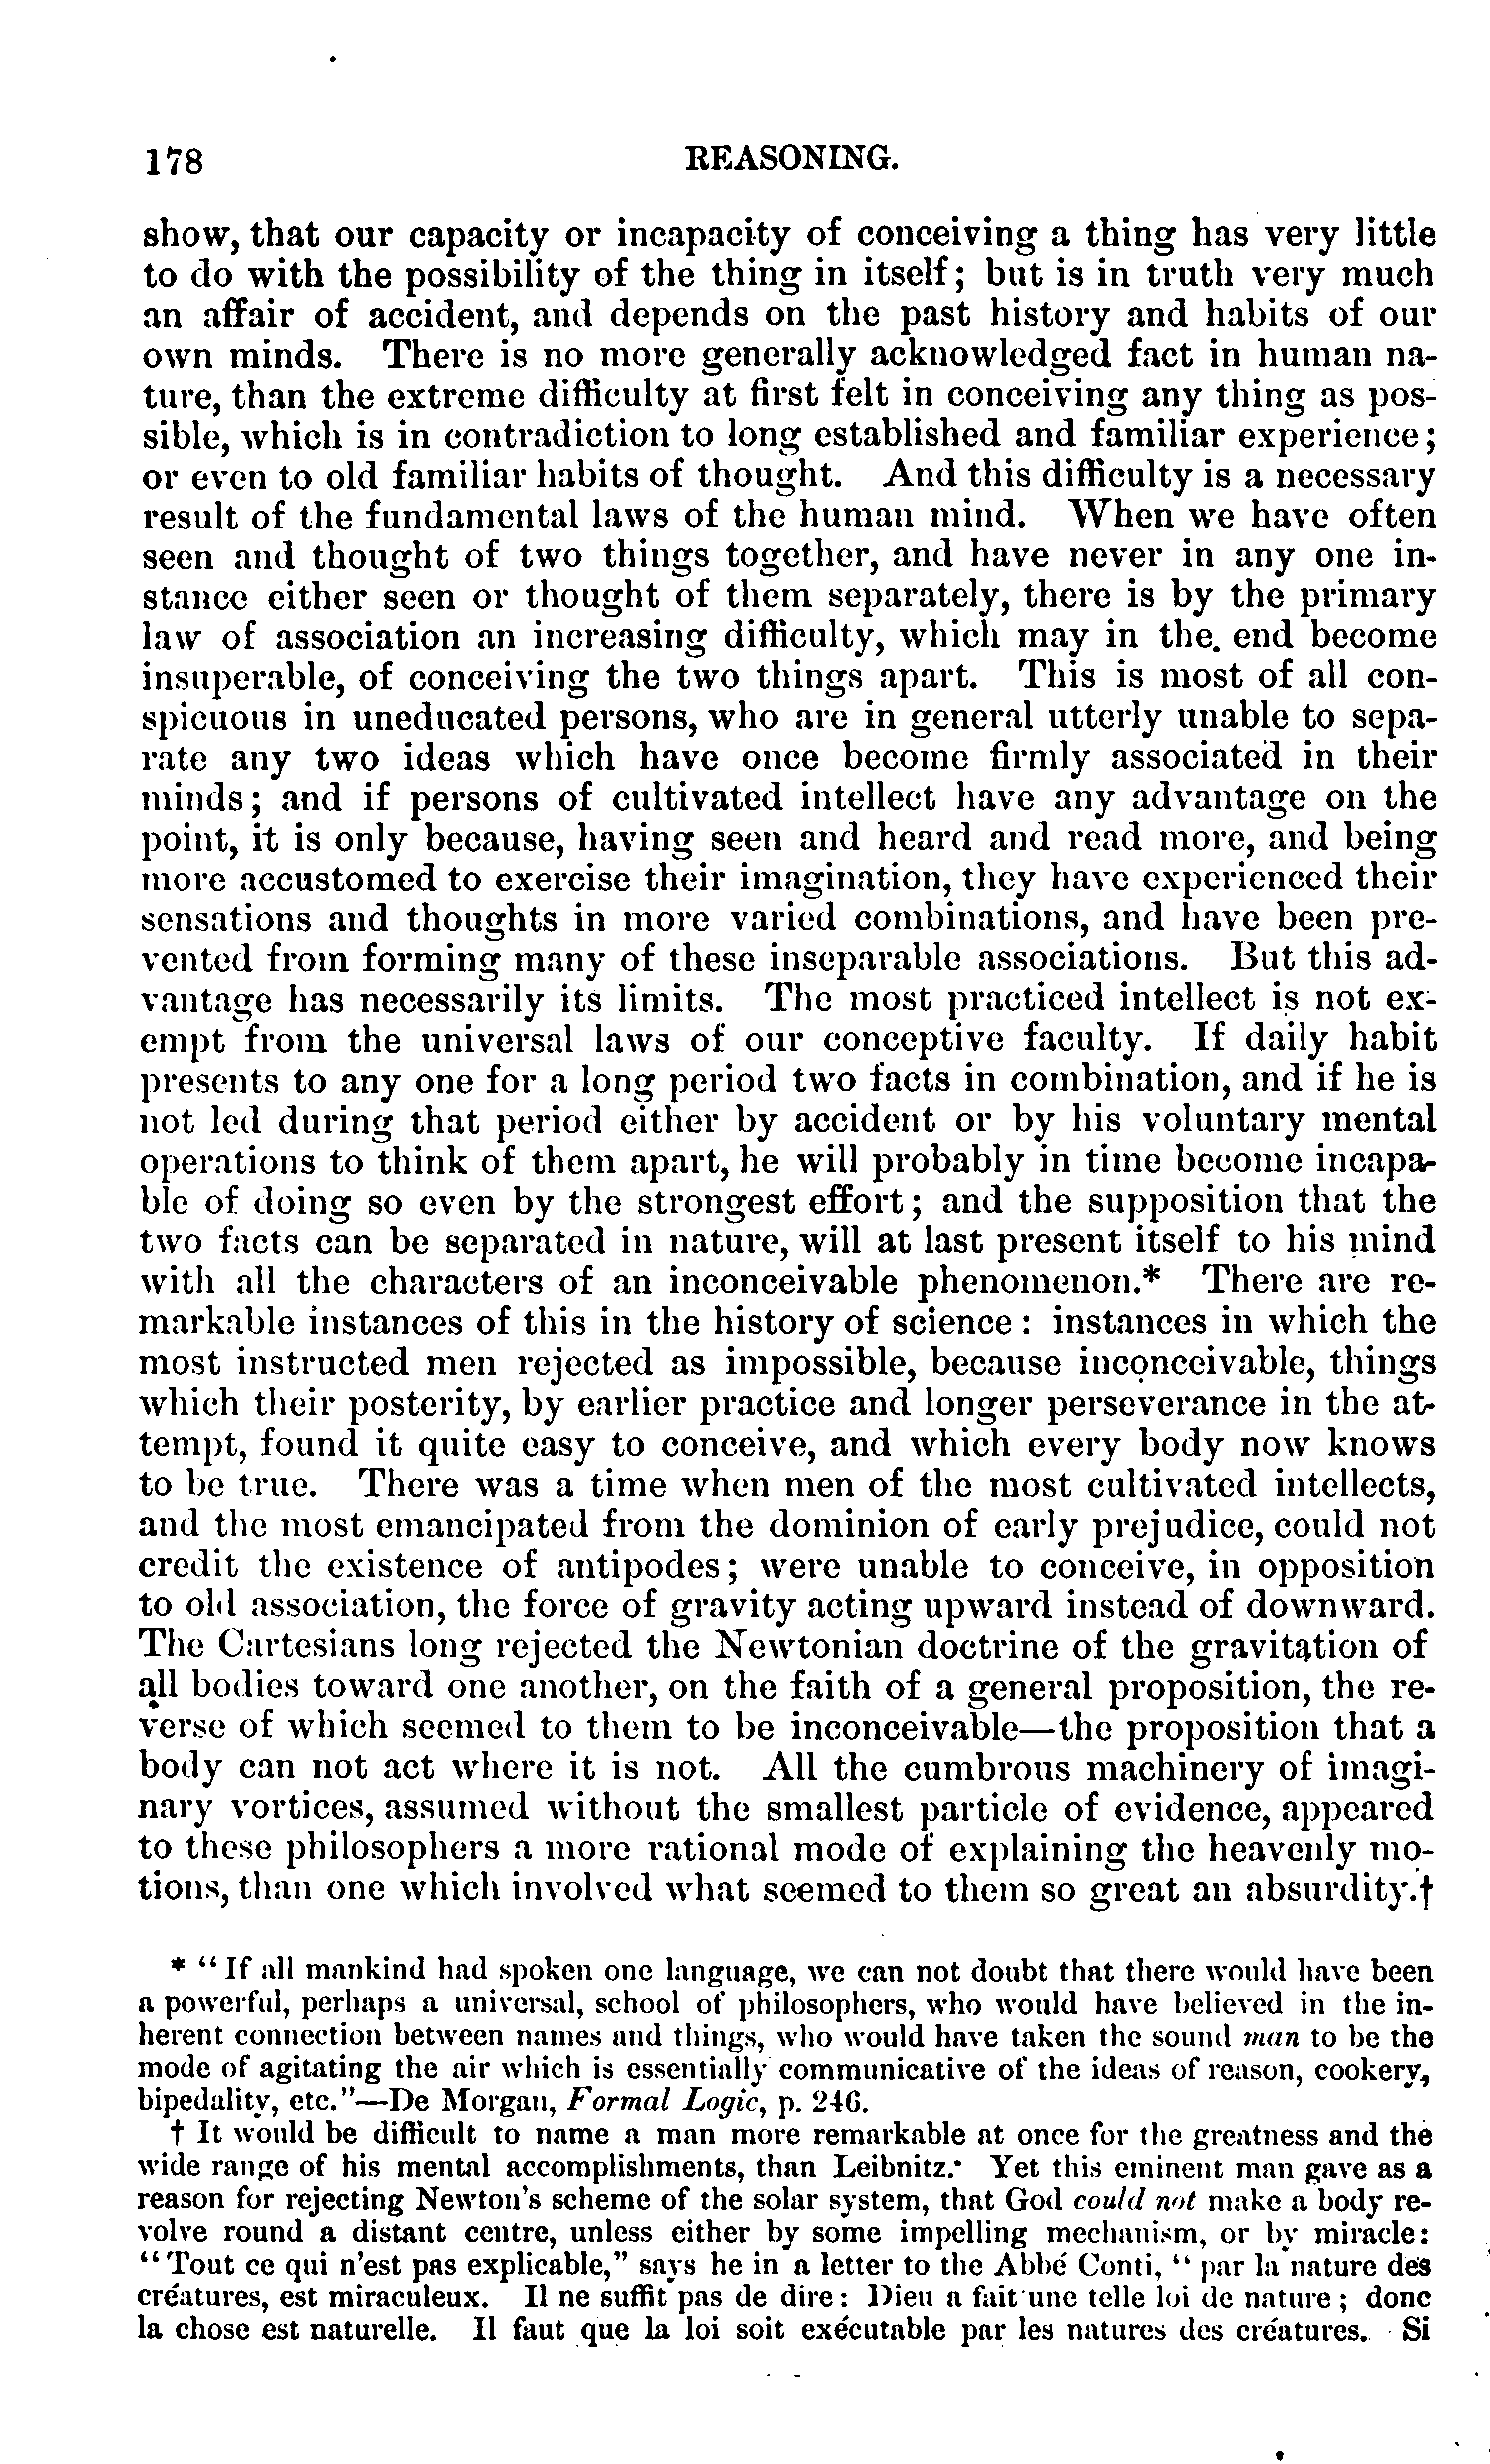 178 REASONING.
show, that our capacity or incapacity of conceiving a thing has very little
to do with the possibility of the thing in itself; but is in truth very much
an affair of accident, and depends on the past history and habits of our
own minds. There is no more generally acknowledged fact in human na-
ture, than the extreme difficulty at first felt in conceiving any thing as pos-
sible, which is in contradiction to long established and familiar experience;
or even to old familiar habits of thought. And this difficulty is a necessary
result of the fundamental laws of the human mind. When we have often
seen and thought of two things together, and have never in any one in-
stance either seen or thought of them separately, there is by the primary
law of association an increasing difficulty, which may in the. end become
insuperable, of conceiving the two things apart. This is most of all con-
spicuous in uneducated persons, who are in general utterly unable to sepa-
rate any two ideas which have once become firmly associated in their
minds; and if persons of cultivated intellect have any advantage on the
point, it is only because, having seen and heard and read more, and being
more accustomed to exercise their imagination, they have experienced their
sensations and thoughts in more varied combinations, and have been pre-
vented from forming many of these inseparable associations. But this ad-
vantage has necessarily its limits. The most practiced intellect is not ex-
empt from the universal laws of our conceptive faculty. If daily habit
presents to any one for a long period two facts in combination, and if he is
not led during that period either by accident or by his voluntary mental
operations to think of them apart, he will probably in time become incapa-
ble of doing so even by the strongest effort; and the supposition that the
two facts can be separated in nature, will at last present itself to his mind
with all the characters of an inconceivable phenomenon.* There are re-
markable instances of this in the history of science: instances in which the
most instructed men rejected as impossible, because inconceivable, things
which their posterity, by earlier practice and longer perseverance in the at-
tempt, found it quite easy to conceive, and which every body now knows
to be true. There was a time when men of the most cultivated intellects,
and the most emancipated from the dominion of early prejudice, could not
credit the existence of antipodes; were unable to conceive, in opposition
to old association, the force of gravity acting upward instead of downward.
The Cartesians long rejected the Newtonian doctrine of the gravitation of
all bodies toward one another, on the faith of a general proposition, the re-
verse of which seemed to them to be inconceivable—the proposition that a
body can not act where it is not. All the cumbrous machinery of imagi-
nary vortices, assumed without the smallest particle of evidence, appeared
to these philosophers a more rational mode of explaining the heavenly mo-
tions, than one which involved what seemed to them so great an absurdity.†
* "If all mankind had spoken one language, we can not doubt that there would have been
a powerful, perhaps a universal, school of philosophers, who would have believed in the in-
herent connection between names and things, who would have taken the sound man to be the
mode of agitating the air which is essentially communicative of the ideas of reason, cookery,
bipedality, etc."—De Morgan, Formal Logic, p. 246.
† It would be difficult to name a man more remarkable at once for the greatness and the
wide range of his mental accomplishments, than Leibnitz. Yet this eminent man gave as a
reason for rejecting Newton's scheme of the solar system, that God could not make a body re-
volve round a distant centre, unless either by some impelling mechanism, or by miracle:
"Tout ce qui n'est pas explicable," says he in a letter to the Abbé Conti, "par la nature des
créatures, est miraculeux. Il ne suffit pas de dire: Dieu a fait une telle loi de nature; donc
la chose est naturelle. Il faut que la loi soit exécutable par les natures des créatures. Si